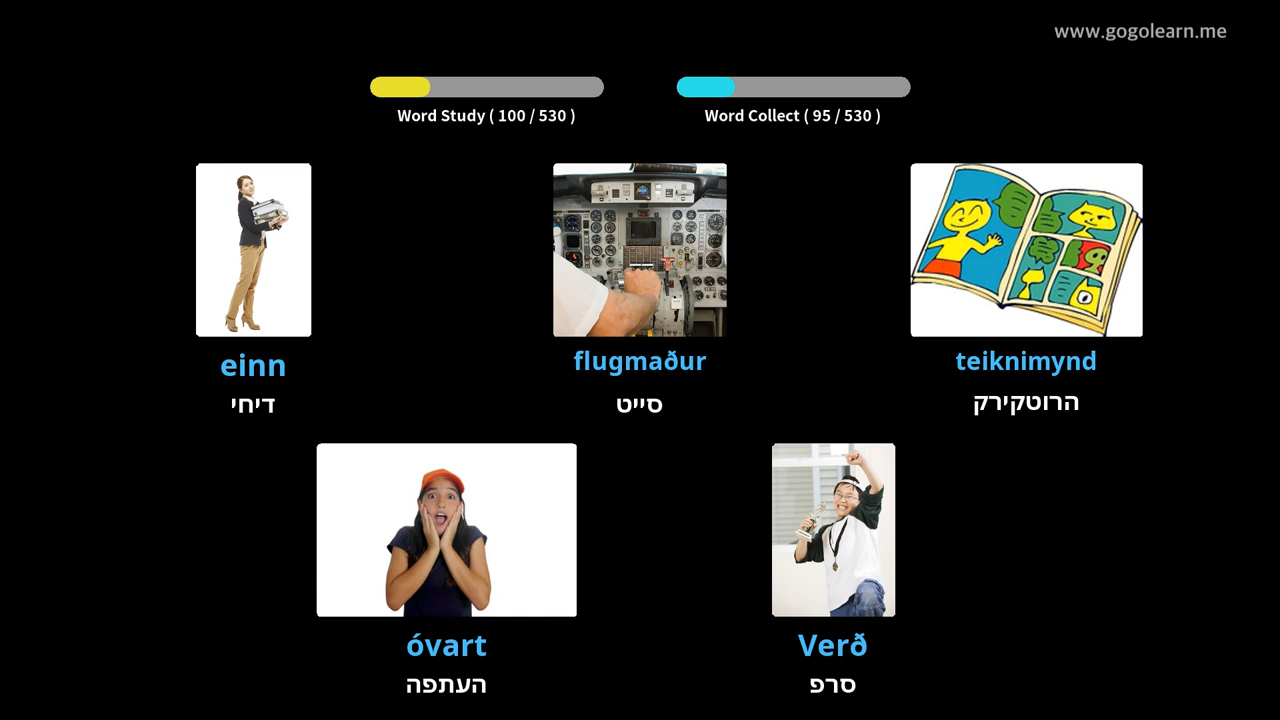 www.gogolearn.me
Word Study ( 100 / 530 )
Word Collect ( 95 / 530 )
einn
דיחי
flugmaður
סייט
teiknimynd
הרוטקירק
óvart
העתפה
Verð
סרפ